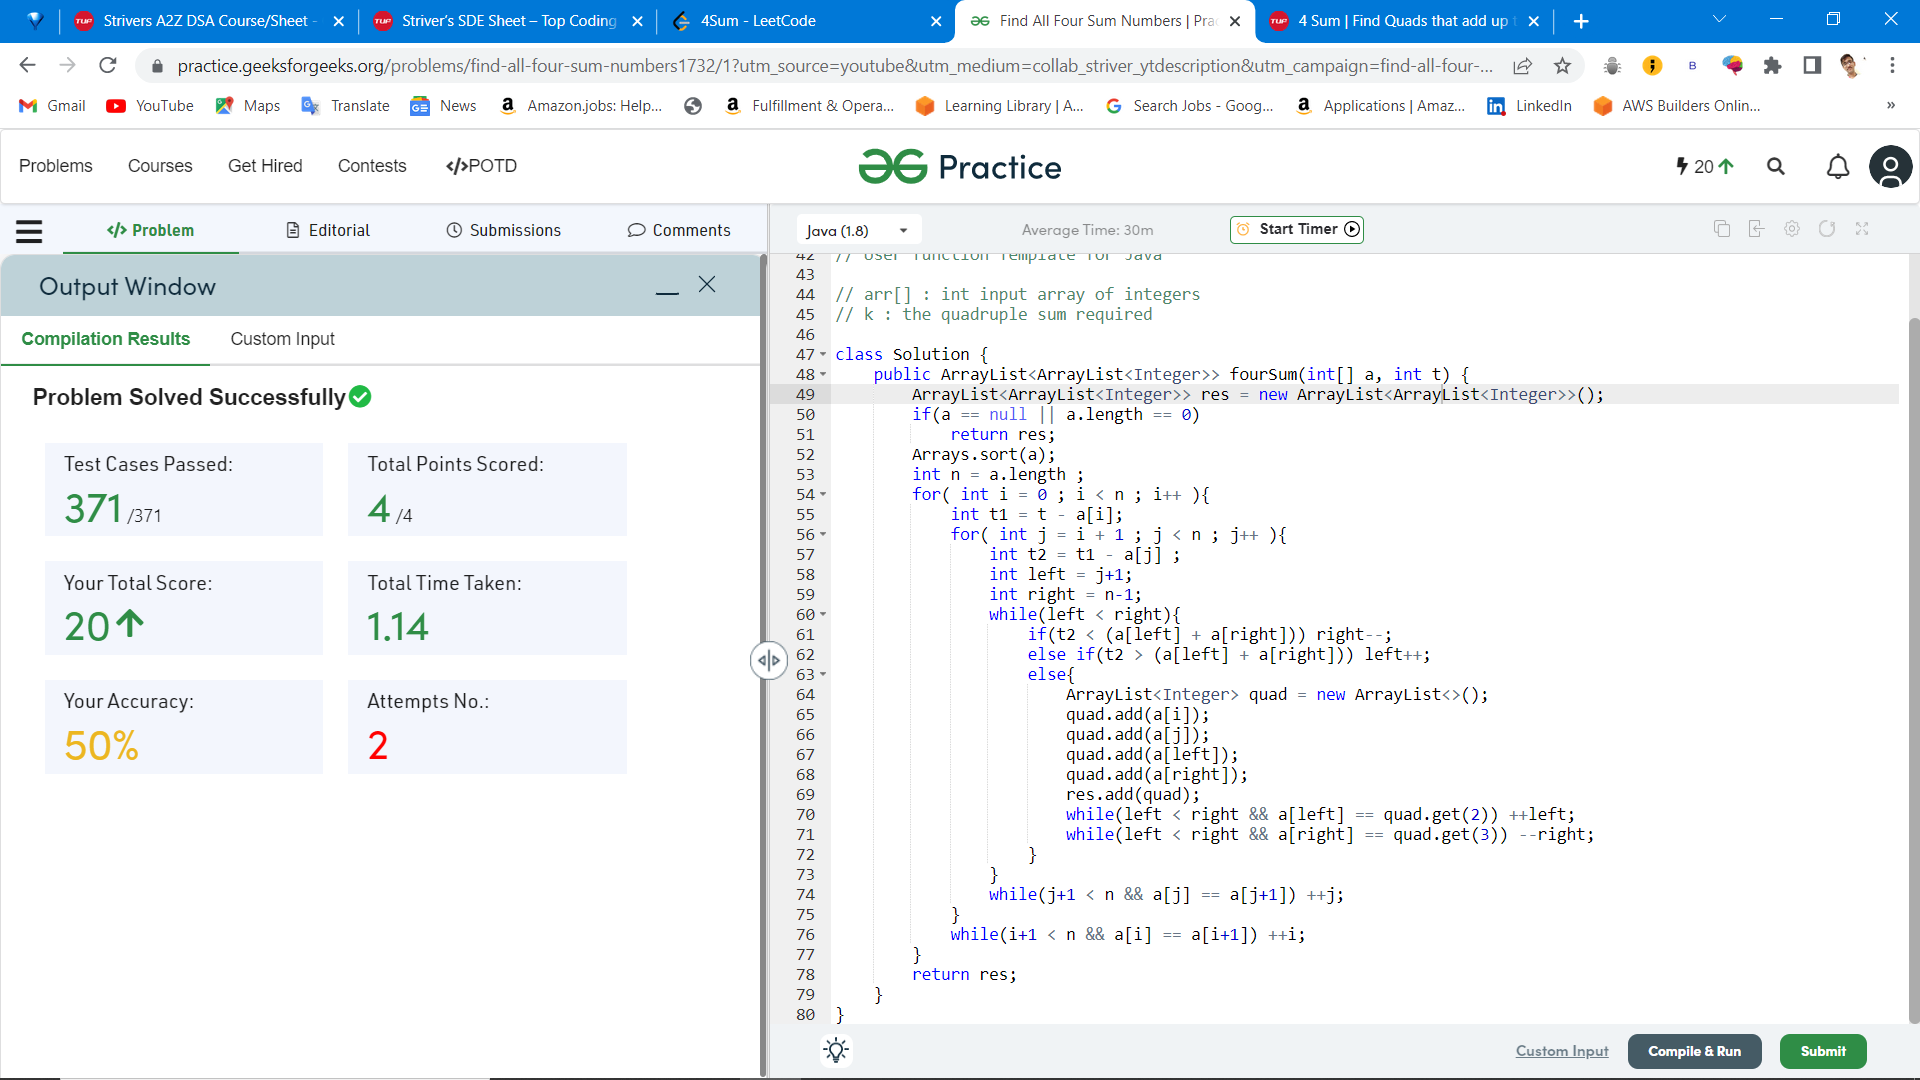 Strivers A2Z DSA Course/Sheet -
Striver's SDE Sheet – Top Coding
4Sum - LeetCode
Find All Four Sum Numbers | Pra
4 Sum | Find Quads that add up
practice.geeksforgeeks.org/problems/find-all-four-sum-numbers1732/1?utm_source=youtube&utm_medium=collab_striver_ytdescription&utm_campaign=find-all-four-...
Gmail YouTube Maps Translate News Amazon.jobs: Help... Fulfillment & Opera... Learning Library | A... Search Jobs - Goog... Applications | Amaz... LinkedIn AWS Builders Onlin... »
Problems Courses Get Hired Contests </>POTD Practice 20
</> Problem Editorial Submissions Comments
Java (1.8) Average Time: 30m Start Timer
Output Window
Compilation Results Custom Input
Problem Solved Successfully
Test Cases Passed:
371 /371
Total Points Scored:
4 /4
Your Total Score:
20
Total Time Taken:
1.14
Your Accuracy:
50%
Attempts No.:
2
42 // User function Template for Java
43
44 // arr[] : int input array of integers
45 // k : the quadruple sum required
46
47 class Solution {
48 public ArrayList<ArrayList<Integer>> fourSum(int[] a, int t) {
49 ArrayList<ArrayList<Integer>> res = new ArrayList<ArrayList<Integer>>();
50 if(a == null || a.length == 0)
51 return res;
52 Arrays.sort(a);
53 int n = a.length ;
54 for( int i = 0 ; i < n ; i++ ){
55 int t1 = t - a[i];
56 for( int j = i + 1 ; j < n ; j++ ){
57 int t2 = t1 - a[j] ;
58 int left = j+1;
59 int right = n-1;
60 while(left < right){
61 if(t2 < (a[left] + a[right])) right--;
62 else if(t2 > (a[left] + a[right])) left++;
63 else{
64 ArrayList<Integer> quad = new ArrayList<>();
65 quad.add(a[i]);
66 quad.add(a[j]);
67 quad.add(a[left]);
68 quad.add(a[right]);
69 res.add(quad);
70 while(left < right && a[left] == quad.get(2)) ++left;
71 while(left < right && a[right] == quad.get(3)) --right;
72 }
73 }
74 while(j+1 < n && a[j] == a[j+1]) ++j;
75 }
76 while(i+1 < n && a[i] == a[i+1]) ++i;
77 }
78 return res;
79 }
80 }
Custom Input Compile & Run Submit